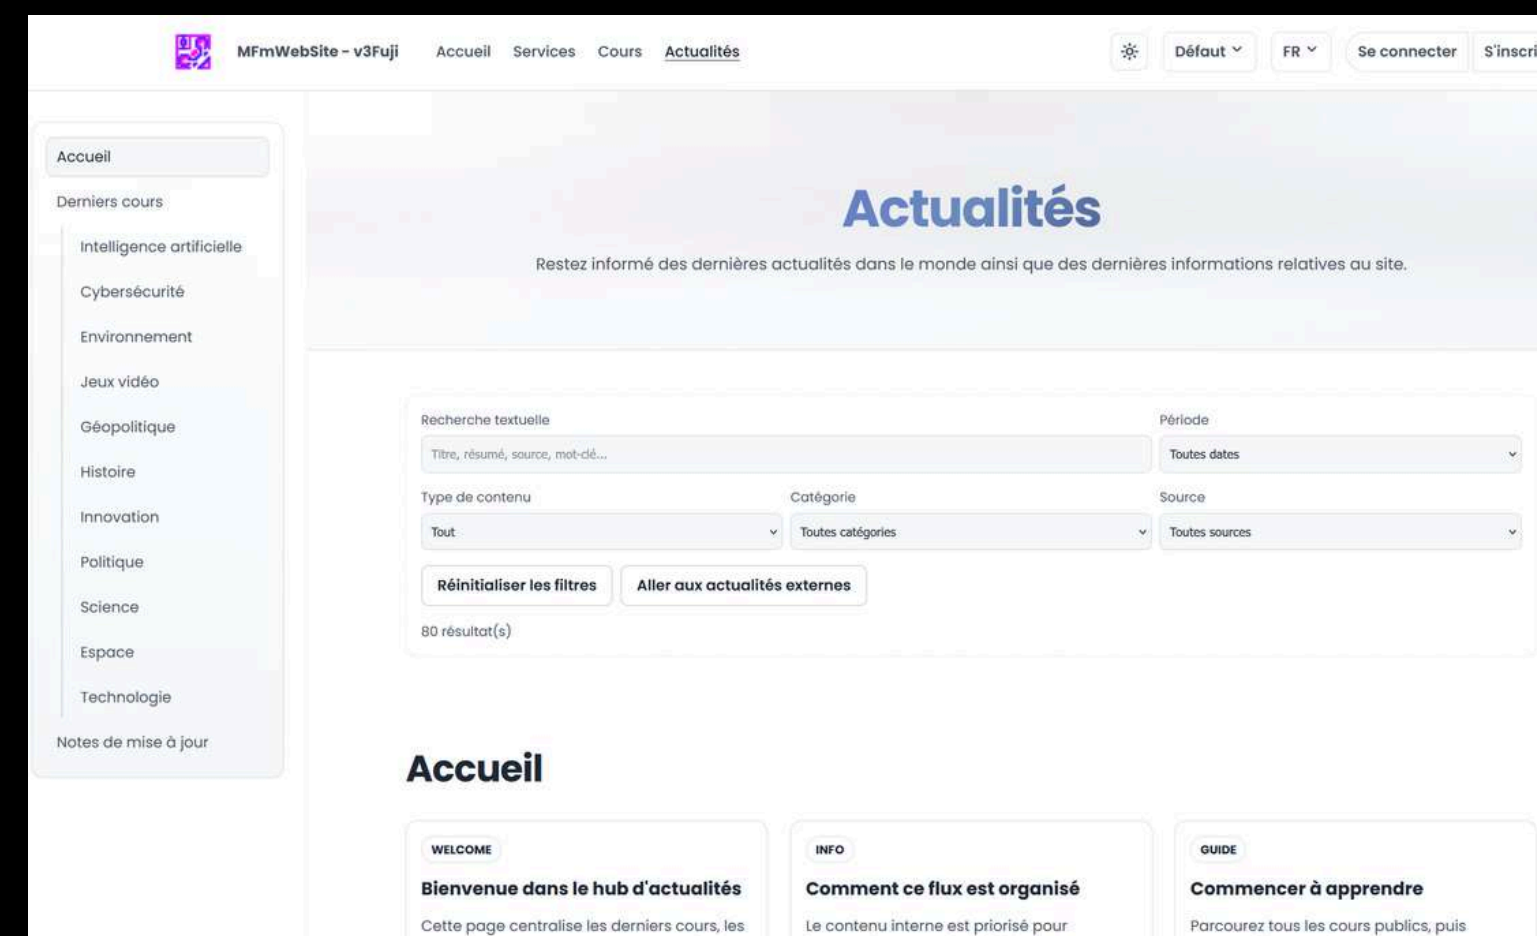 MFmWebSite - v3Fuji Accueil Services Cours Actualités Défaut FR Se connecter S'inscri
Accueil
Derniers cours
Intelligence artificielle
Cybersécurité
Environnement
Jeux vidéo
Géopolitique
Histoire
Innovation
Politique
Science
Espace
Technologie
Notes de mise à jour
Actualités
Restez informé des dernières actualités dans le monde ainsi que des dernières informations relatives au site.
Recherche textuelle Période
Titre, résumé, source, mot-clé... Toutes dates
Type de contenu Catégorie Source
Tout Toutes catégories Toutes sources
Réinitialiser les filtres Aller aux actualités externes
80 résultat(s)
Accueil
WELCOME
Bienvenue dans le hub d'actualités
Cette page centralise les derniers cours, les
INFO
Comment ce flux est organisé
Le contenu interne est priorisé pour
GUIDE
Commencer à apprendre
Parcourez tous les cours publics, puis